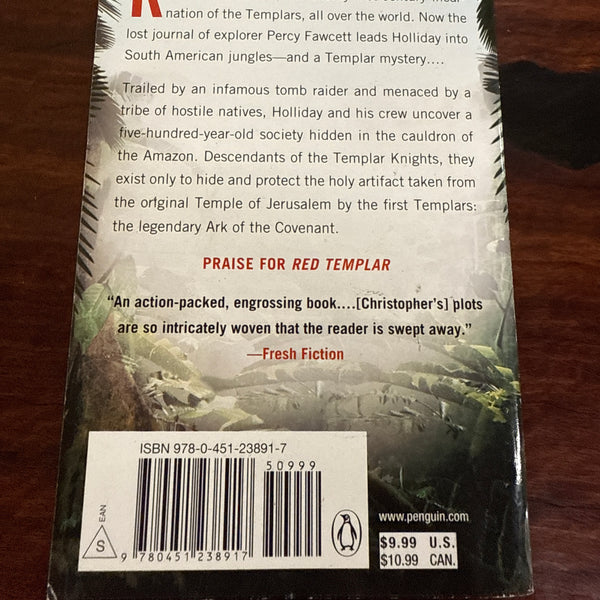 nation of the Templars, all over the world. Now the
lost journal of explorer Percy Fawcett leads Holliday into
South American jungles—and a Templar mystery....
Trailed by an infamous tomb raider and menaced by a
tribe of hostile natives, Holliday and his crew uncover a
five-hundred-year-old society hidden in the cauldron of
the Amazon. Descendants of the Templar Knights, they
exist only to hide and protect the holy artifact taken from
the original Temple of Jerusalem by the first Templars:
the legendary Ark of the Covenant.
PRAISE FOR RED TEMPLAR
“An action-packed, engrossing book....[Christopher's] plots
are so intricately woven that the reader is swept away.”
—Fresh Fiction
ISBN 978-0-451-23891-7
50999
EAN
S
9 780451 238917
www.penguin.com
$9.99 U.S.
$10.99 CAN.